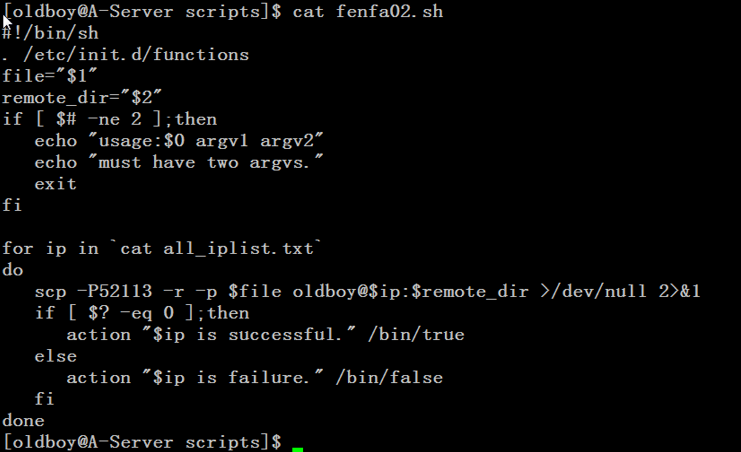 [oldboy@A-Server scripts]$ cat fenfa02.sh
#!/bin/sh
. /etc/init.d/functions
file="$1"
remote_dir="$2"
if [ $# -ne 2 ];then
   echo "usage:$0 argv1 argv2"
   echo "must have two argvs."
   exit
fi

for ip in `cat all_iplist.txt`
do
   scp -P52113 -r -p $file oldboy@$ip:$remote_dir >/dev/null 2>&1
   if [ $? -eq 0 ];then
      action "$ip is successful." /bin/true
   else
      action "$ip is failure." /bin/false
   fi
done
[oldboy@A-Server scripts]$